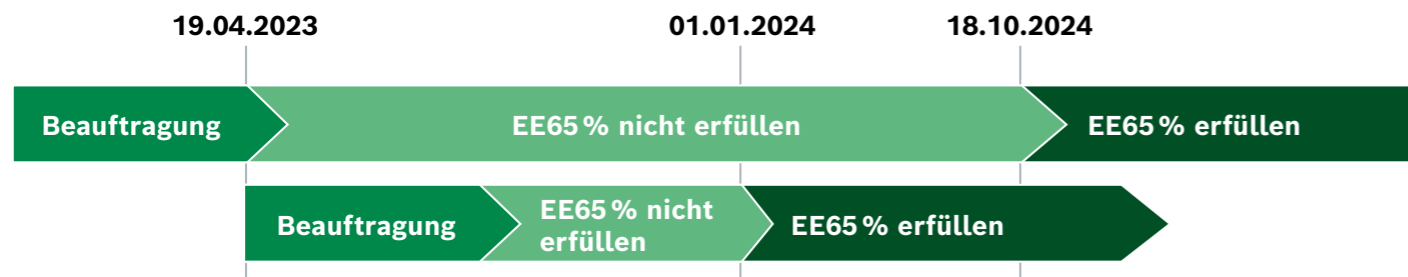 19.04.2023 01.01.2024 18.10.2024
Beauftragung EE65 % nicht erfüllen EE65 % erfüllen
Beauftragung
EE65 % nicht
erfüllen
EE65 % erfüllen